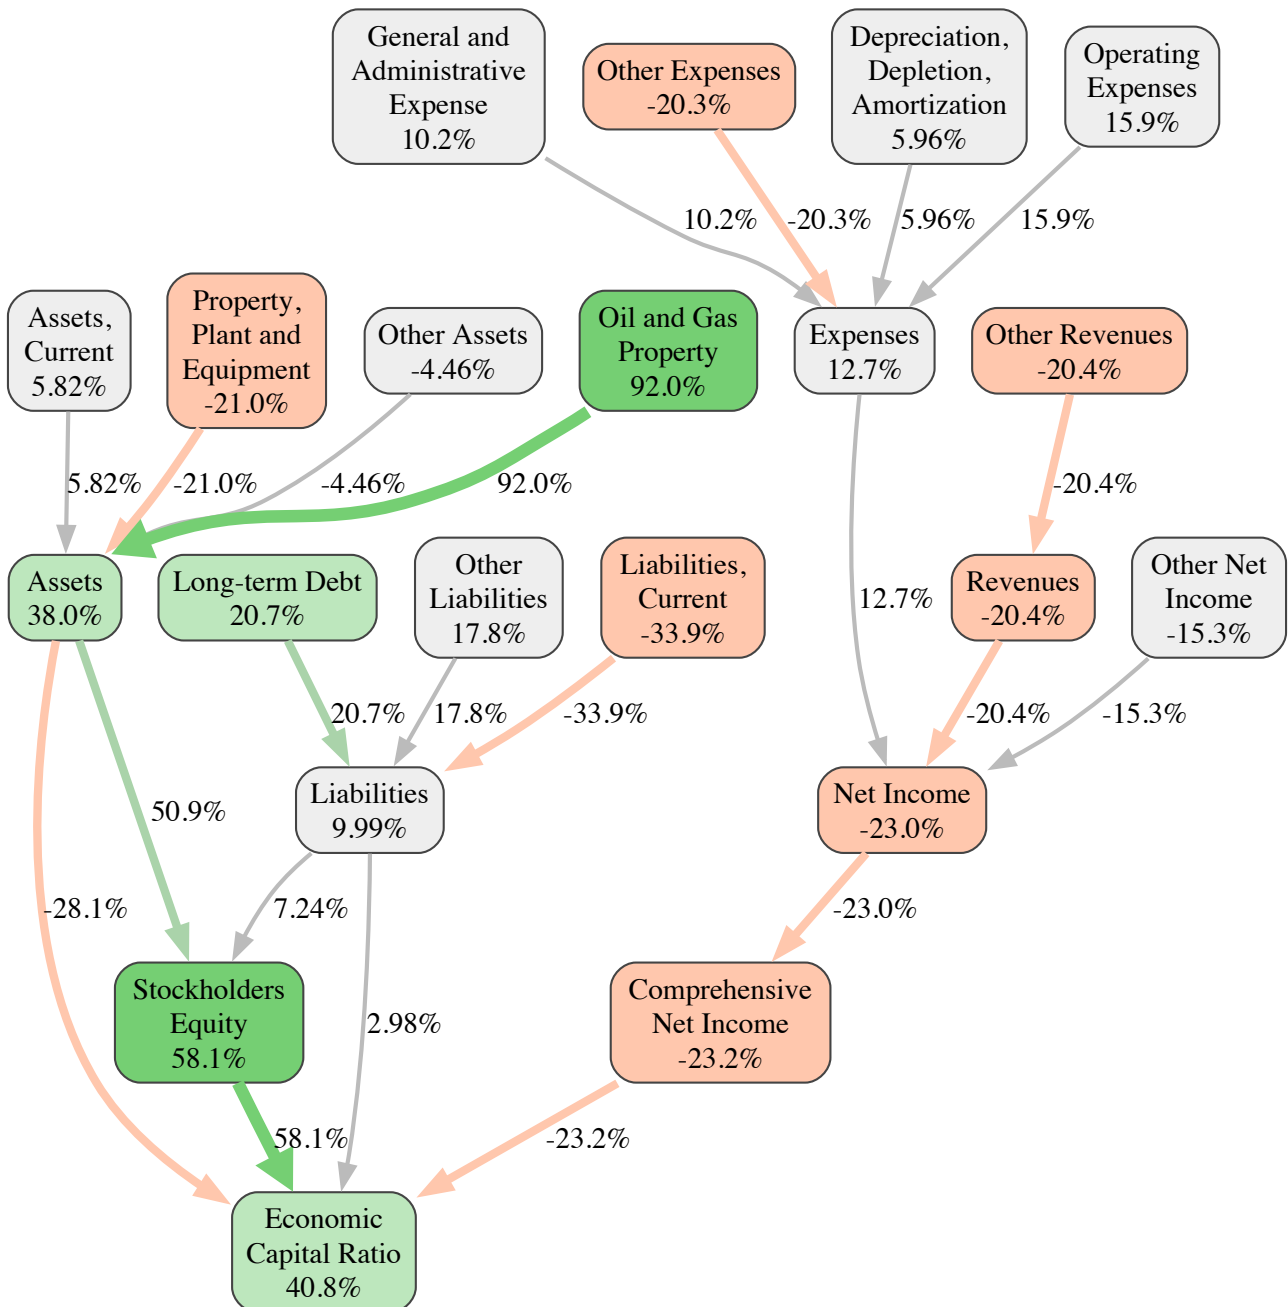 General and
Administrative
Expense
10.2%
Other Expenses
-20.3%
Depreciation,
Depletion,
Amortization
5.96%
Operating
Expenses
15.9%
10.2%
-20.3%
5.96%
15.9%
Assets,
Current
5.82%
Property,
Plant and
Equipment
-21.0%
Other Assets
-4.46%
Oil and Gas
Property
92.0%
Expenses
12.7%
Other Revenues
-20.4%
5.82%
-21.0%
-4.46%
92.0%
-20.4%
Assets
38.0%
Long-term Debt
20.7%
Other
Liabilities
17.8%
Liabilities,
Current
-33.9%
12.7%
Revenues
-20.4%
Other Net
Income
-15.3%
20.7%
17.8%
-33.9%
-20.4%
-15.3%
50.9%
Liabilities
9.99%
Net Income
-23.0%
-28.1%
7.24%
-23.0%
Stockholders
Equity
58.1%
2.98%
Comprehensive
Net Income
-23.2%
58.1%
-23.2%
Economic
Capital Ratio
40.8%